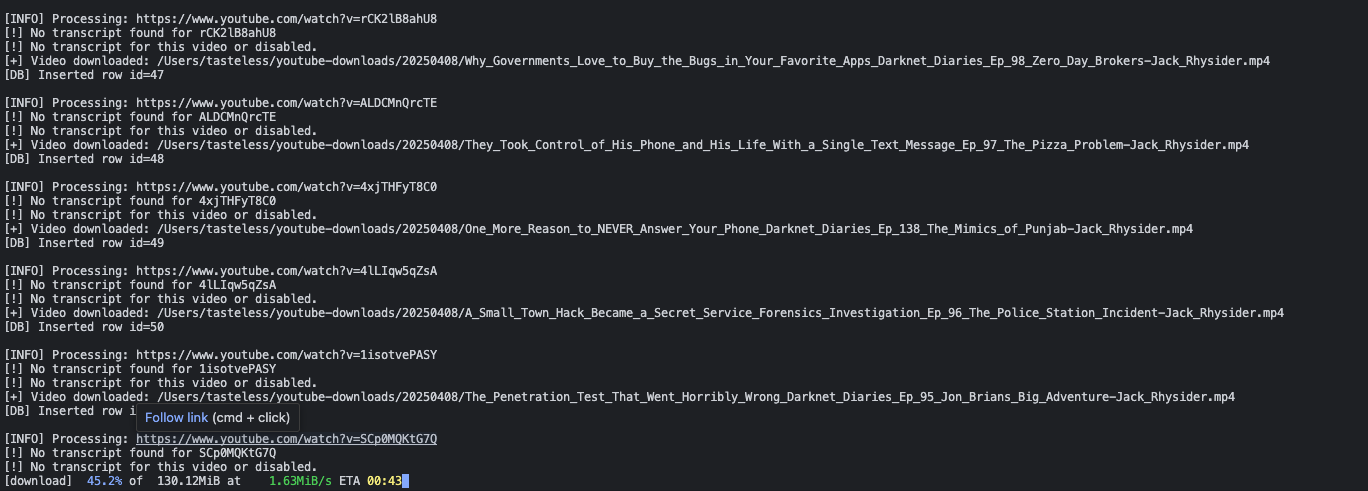 [INFO] Processing: https://www.youtube.com/watch?v=rCK2lB8ahU8
[!] No transcript found for rCK2lB8ahU8
[!] No transcript for this video or disabled.
[+] Video downloaded: /Users/tasteless/youtube-downloads/20250408/Why_Governments_Love_to_Buy_the_Bugs_in_Your_Favorite_Apps_Darknet_Diaries_Ep_98_Zero_Day_Brokers-Jack_Rhysider.mp4
[DB] Inserted row id=47
[INFO] Processing: https://www.youtube.com/watch?v=ALDCMnQrcTE
[!] No transcript found for ALDCMnQrcTE
[!] No transcript for this video or disabled.
[+] Video downloaded: /Users/tasteless/youtube-downloads/20250408/They_Took_Control_of_His_Phone_and_His_Life_With_a_Single_Text_Message_Ep_97_The_Pizza_Problem-Jack_Rhysider.mp4
[DB] Inserted row id=48
[INFO] Processing: https://www.youtube.com/watch?v=4xjTHFyT8C0
[!] No transcript found for 4xjTHFyT8C0
[!] No transcript for this video or disabled.
[+] Video downloaded: /Users/tasteless/youtube-downloads/20250408/One_More_Reason_to_NEVER_Answer_Your_Phone_Darknet_Diaries_Ep_138_The_Mimics_of_Punjab-Jack_Rhysider.mp4
[DB] Inserted row id=49
[INFO] Processing: https://www.youtube.com/watch?v=4lLIqw5qZsA
[!] No transcript found for 4lLIqw5qZsA
[!] No transcript for this video or disabled.
[+] Video downloaded: /Users/tasteless/youtube-downloads/20250408/A_Small_Town_Hack_Became_a_Secret_Service_Forensics_Investigation_Ep_96_The_Police_Station_Incident-Jack_Rhysider.mp4
[DB] Inserted row id=50
[INFO] Processing: https://www.youtube.com/watch?v=1isotvePASY
[!] No transcript found for 1isotvePASY
[!] No transcript for this video or disabled.
[+] Video downloaded: /Users/tasteless/youtube-downloads/20250408/The_Penetration_Test_That_Went_Horribly_Wrong_Darknet_Diaries_Ep_95_Jon_Brians_Big_Adventure-Jack_Rhysider.mp4
[DB] Inserted row i
Follow link (cmd + click)
[INFO] Processing: https://www.youtube.com/watch?v=SCp0MQKtG7Q
[!] No transcript found for SCp0MQKtG7Q
[!] No transcript for this video or disabled.
[download] 45.2% of 130.12MiB at 1.63MiB/s ETA 00:43